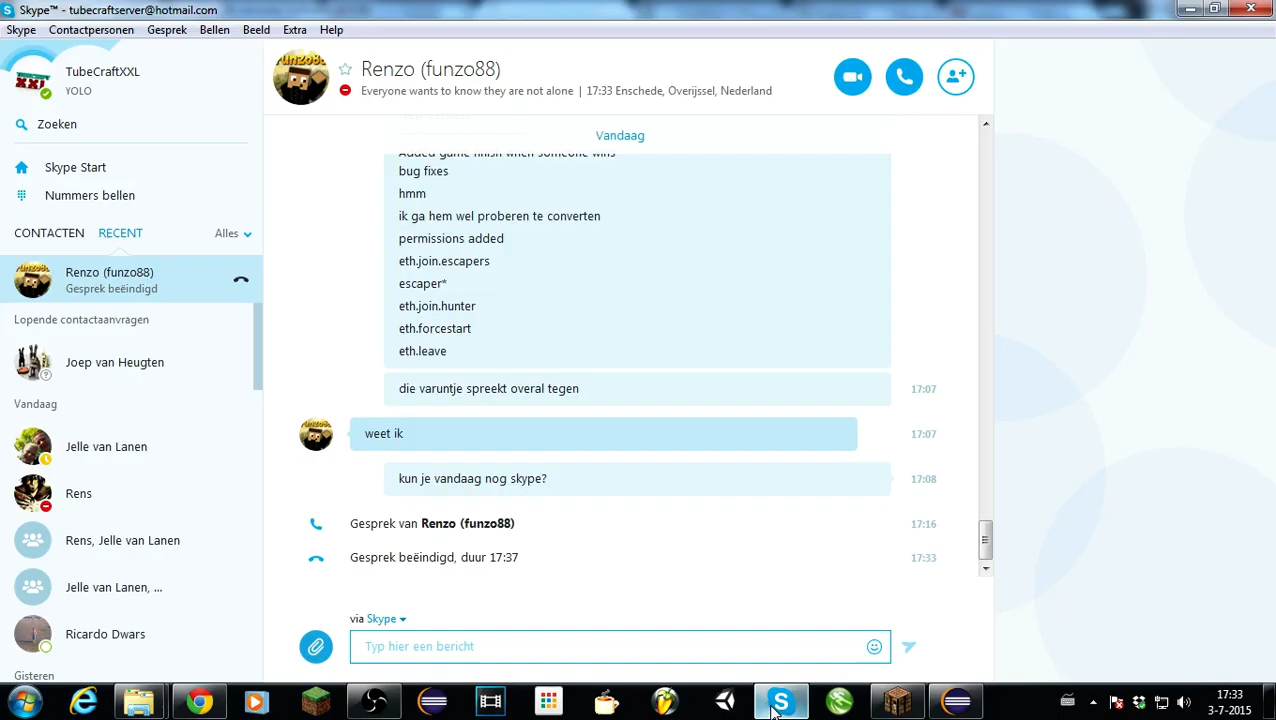 Skype™ - tubecraftserver@hotmail.com
Skype Contactpersonen Gesprek Bellen Beeld Extra Help
TubeCraftXXL
YOLO
Zoeken
Skype Start
Nummers bellen
CONTACTEN RECENT Alles
Renzo (funzo88)
Gesprek beëindigd
Lopende contactaanvragen
Joep van Heugten
Vandaag
Jelle van Lanen
Rens
Rens, Jelle van Lanen
Jelle van Lanen, ...
Ricardo Dwars
Gisteren
Renzo (funzo88)
Everyone wants to know they are not alone | 17:33 Enschede, Overijssel, Nederland
Vandaag
Added game finish when someone wins
bug fixes
hmm
ik ga hem wel proberen te converten
permissions added
eth.join.escapers
escaper*
eth.join.hunter
eth.forcestart
eth.leave
die varuntje spreekt overal tegen 17:07
weet ik 17:07
kun je vandaag nog skype? 17:08
Gesprek van Renzo (funzo88) 17:16
Gesprek beëindigd, duur 17:37 17:33
via Skype
Typ hier een bericht
17:33
3-7-2015